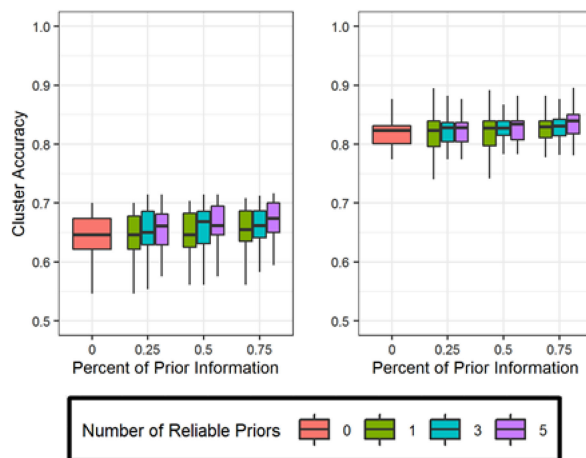 Cluster Accuracy
1.0
0.9
0.8
0.7
0.6
0.5
0 0.25 0.5 0.75
Percent of Prior Information
1.0
0.9
0.8
0.7
0.6
0.5
0 0.25 0.5 0.75
Percent of Prior Information
Number of Reliable Priors 0 1 3 5